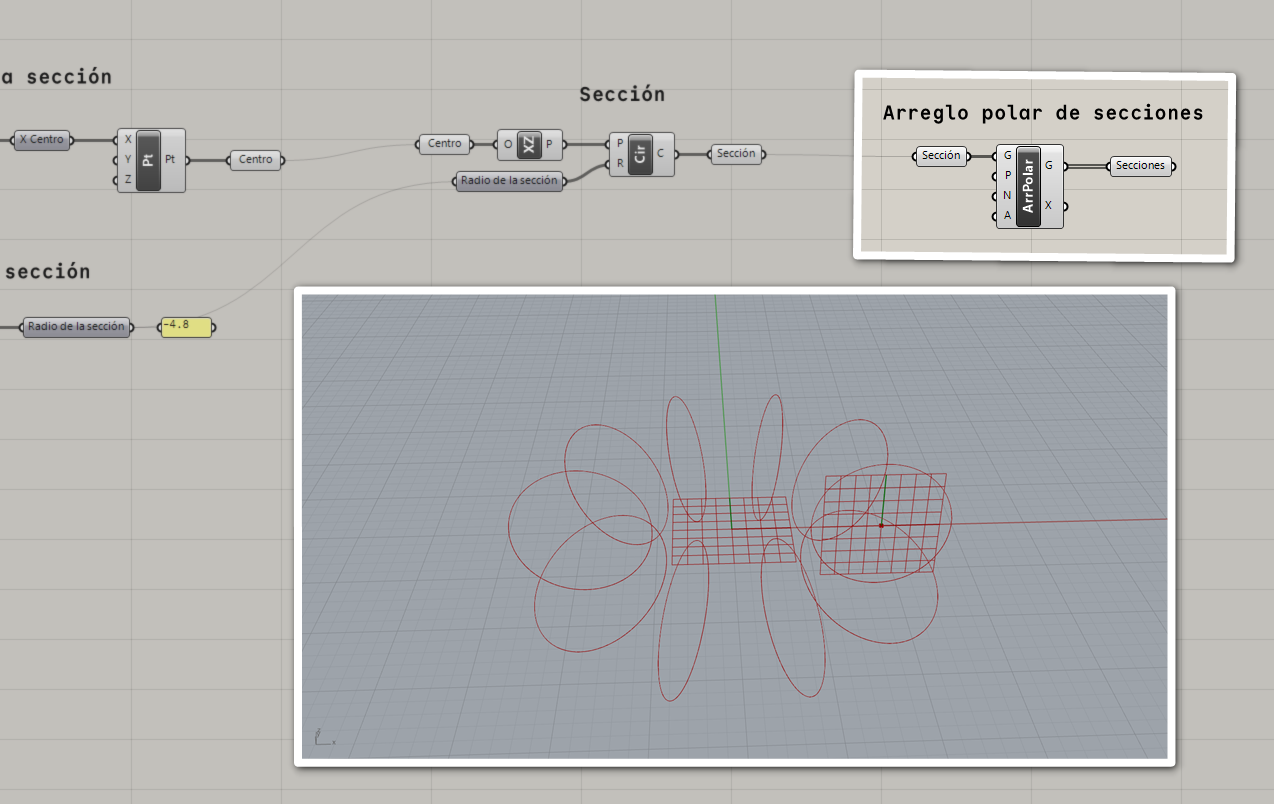 a sección
X Centro
X
Y
Z
Pt
Pt
Centro
Sección
Centro
O
XZ
P
P
R
Cir
C
Sección
Radio de la sección
Arreglo polar de secciones
Sección
G
P
N
A
ArrPolar
G
X
Secciones
sección
Radio de la sección
-4.8